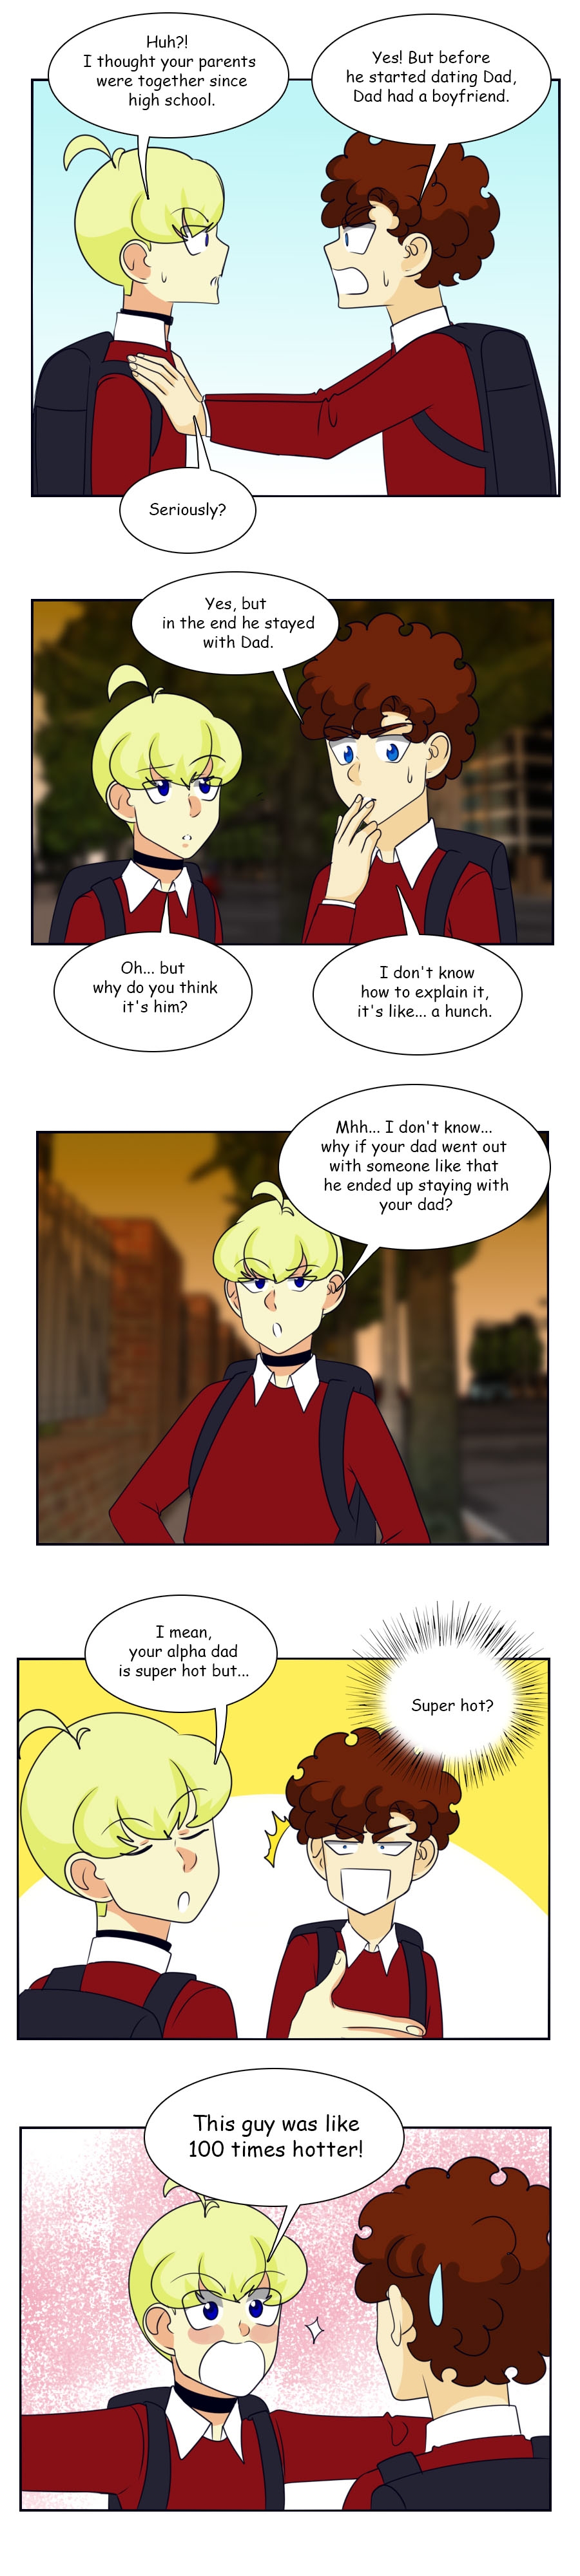 Huh?!
I thought your parents
were together since
high school.
Yes! But before
he started dating Dad,
Dad had a boyfriend.
Seriously?
Yes, but
in the end he stayed
with Dad.
Oh... but
why do you think
it's him?
I don't know
how to explain it,
it's like... a hunch.
Mhh... I don't know...
why if your dad went out
with someone like that
he ended up staying with
your dad?
I mean,
your alpha dad
is super hot but...
Super hot?
This guy was like
100 times hotter!